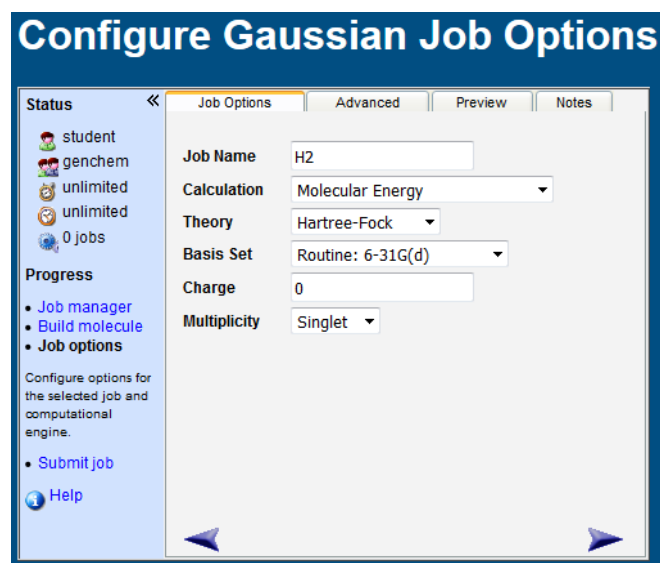 Configure Gaussian Job Options
Status «
student
genchem
unlimited
unlimited
0 jobs
Progress
• Job manager
• Build molecule
• Job options
Configure options for
the selected job and
computational
engine.
• Submit job
Help
Job Options Advanced Preview Notes
Job Name H2
Calculation Molecular Energy
Theory Hartree-Fock
Basis Set Routine: 6-31G(d)
Charge 0
Multiplicity Singlet